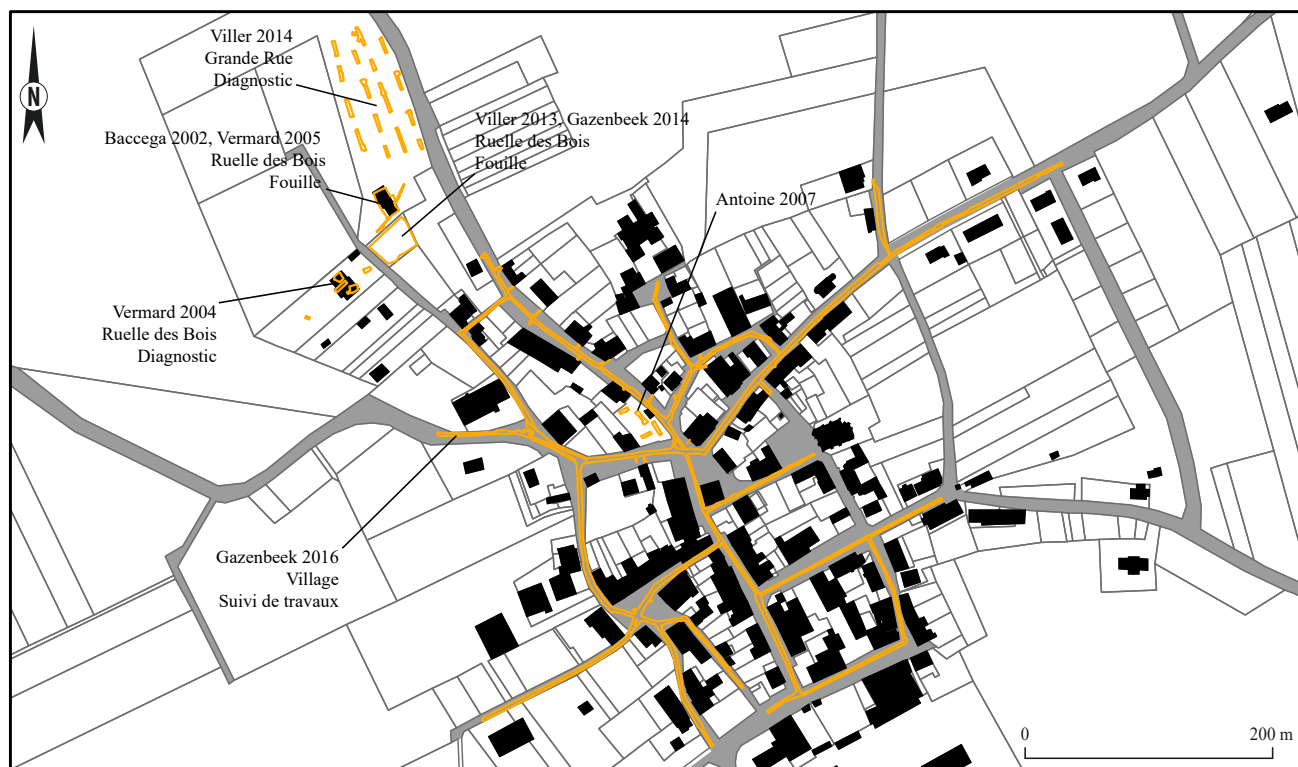 Viller 2014
Grande Rue
Diagnostic
N
Viller 2013, Gazenbeek 2014
Ruelle des Bois
Fouille
Baccega 2002, Vermard 2005
Ruelle des Bois
Fouille
Antoine 2007
Vermard 2004
Ruelle des Bois
Diagnostic
Gazenbeek 2016
Village
Suivi de travaux
0
200 m